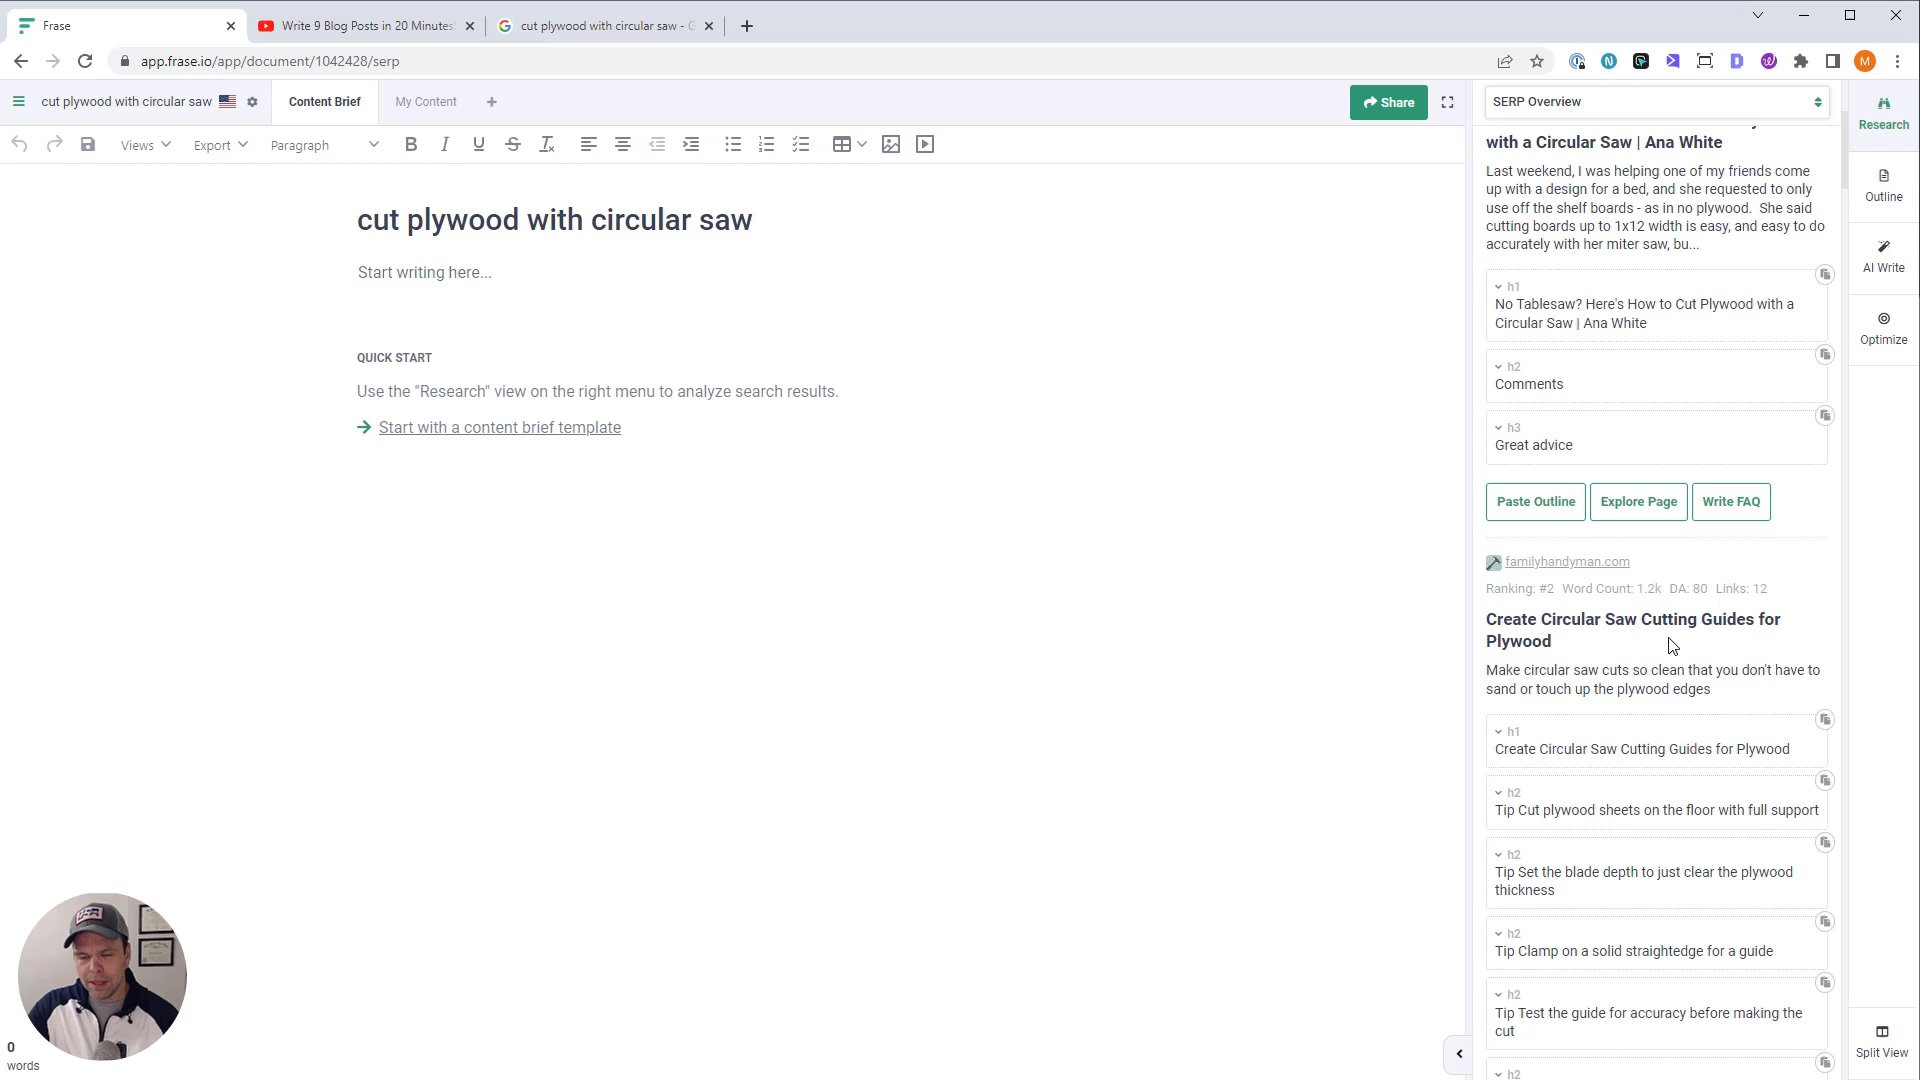 Frase
Write 9 Blog Posts in 20 Minutes
cut plywood with circular saw - G
app.frase.io/app/document/1042428/serp
M
cut plywood with circular saw
Content Brief
My Content
Share
SERP Overview
Research
Views
Export
Paragraph
B I U S
with a Circular Saw | Ana White
cut plywood with circular saw
Start writing here...
QUICK START
Use the "Research" view on the right menu to analyze search results.
Start with a content brief template
Last weekend, I was helping one of my friends come
up with a design for a bed, and she requested to only
use off the shelf boards - as in no plywood. She said
cutting boards up to 1x12 width is easy, and easy to do
accurately with her miter saw, bu...
h1
No Tablesaw? Here's How to Cut Plywood with a
Circular Saw | Ana White
h2
Comments
h3
Great advice
Paste Outline
Explore Page
Write FAQ
familyhandyman.com
Ranking: #2 Word Count: 1.2k DA: 80 Links: 12
Create Circular Saw Cutting Guides for
Plywood
Make circular saw cuts so clean that you don't have to
sand or touch up the plywood edges
h1
Create Circular Saw Cutting Guides for Plywood
h2
Tip Cut plywood sheets on the floor with full support
h2
Tip Set the blade depth to just clear the plywood
thickness
h2
Tip Clamp on a solid straightedge for a guide
h2
Tip Test the guide for accuracy before making the
cut
h2
Outline
AI Write
Optimize
Split View
0
words